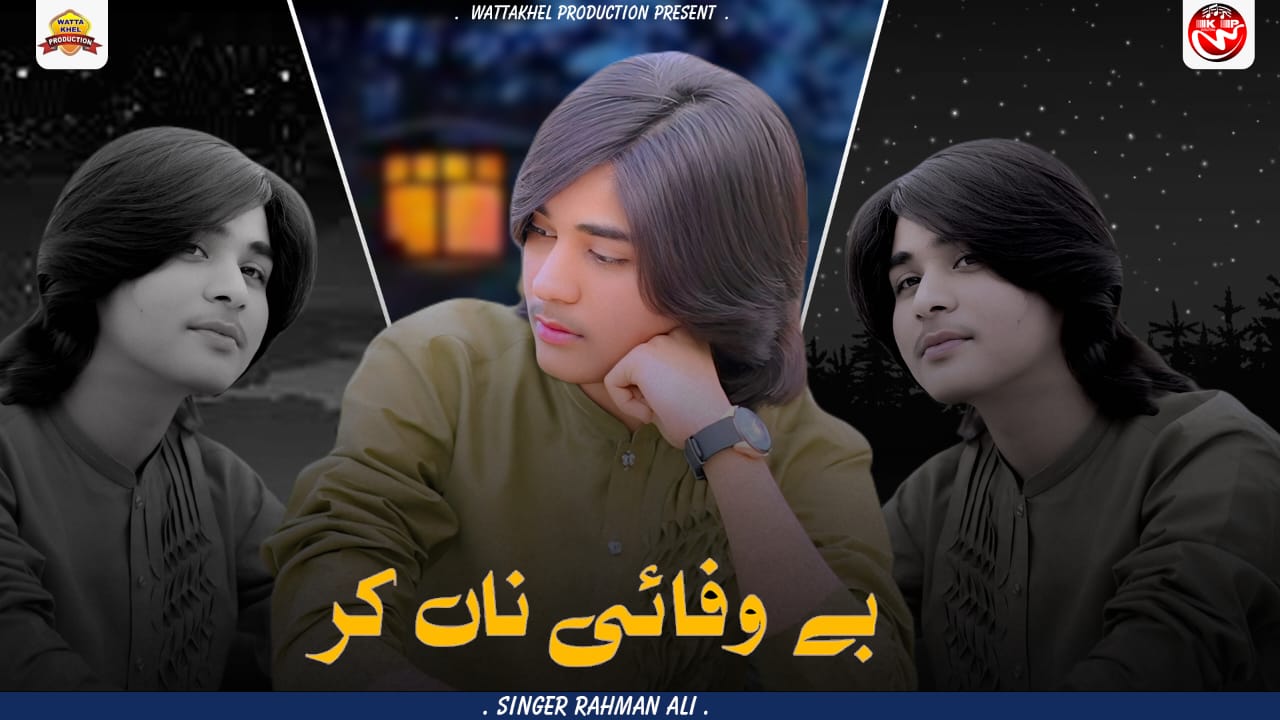 . WATTAKHEL PRODUCTION PRESENT .
WATTA
KHEL
PRODUCTION
K P
W
بے وفائی ناں کر
. SINGER RAHMAN ALI .